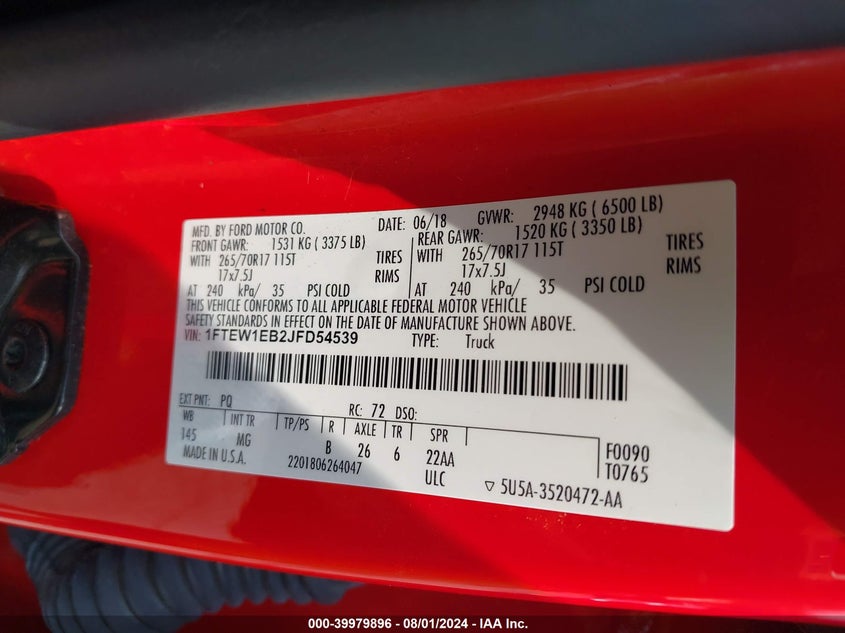 MFD. BY FORD MOTOR CO.
DATE: 06/18 GVWR: 2948 KG ( 6500 LB)
FRONT GAWR: 1531 KG ( 3375 LB)
REAR GAWR: 1520 KG ( 3350 LB)
WITH 265/70R17 115T TIRES
WITH 265/70R17 115T TIRES
17x7.5J RIMS
17x7.5J RIMS
AT 240 kPa/ 35 PSI COLD
AT 240 kPa/ 35 PSI COLD
THIS VEHICLE CONFORMS TO ALL APPLICABLE FEDERAL MOTOR VEHICLE
SAFETY STANDARDS IN EFFECT ON THE DATE OF MANUFACTURE SHOWN ABOVE.
VIN: 1FTEW1EB2JFD54539 TYPE: Truck
EXT PNT: PQ RC: 72 DSO:
WB INT TR TP/PS R AXLE TR SPR
145 MG B 26 6 22AA
F0090
MADE IN U.S.A. 2201806264047 ULC
T0765
▽ 5U5A-3520472-AA
000-39979896 - 08/01/2024 - IAA Inc.